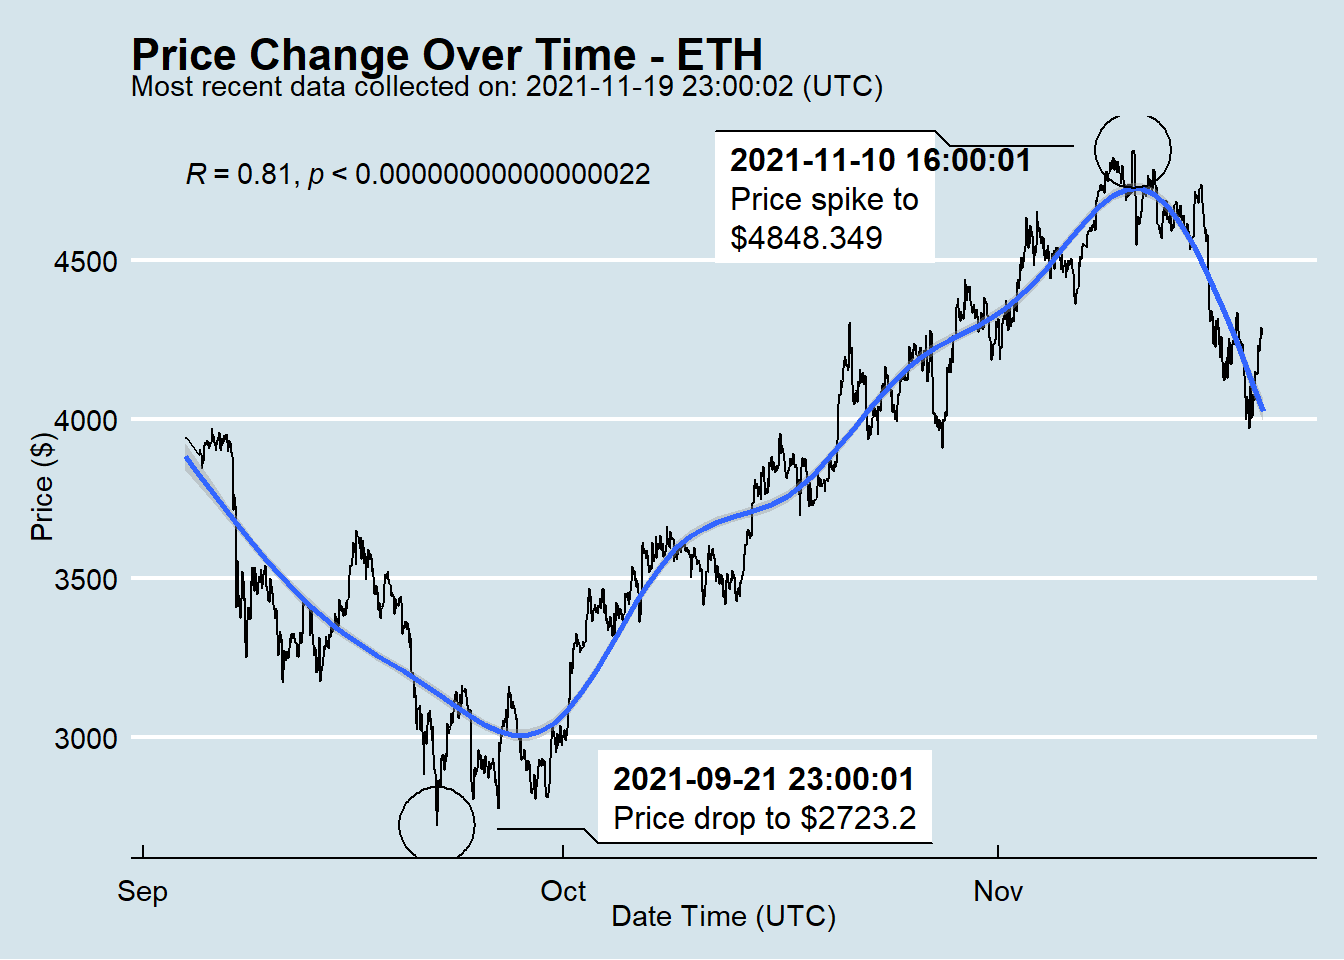 Price Change Over Time - ETH
Most recent data collected on: 2021-11-19 23:00:02 (UTC)
R = 0.81, p < 0.00000000000000022
2021-11-10 16:00:01
Price spike to
$4848.349
4500
4000
3500
3000
Price ($)
2021-09-21 23:00:01
Price drop to $2723.2
Sep
Oct
Nov
Date Time (UTC)